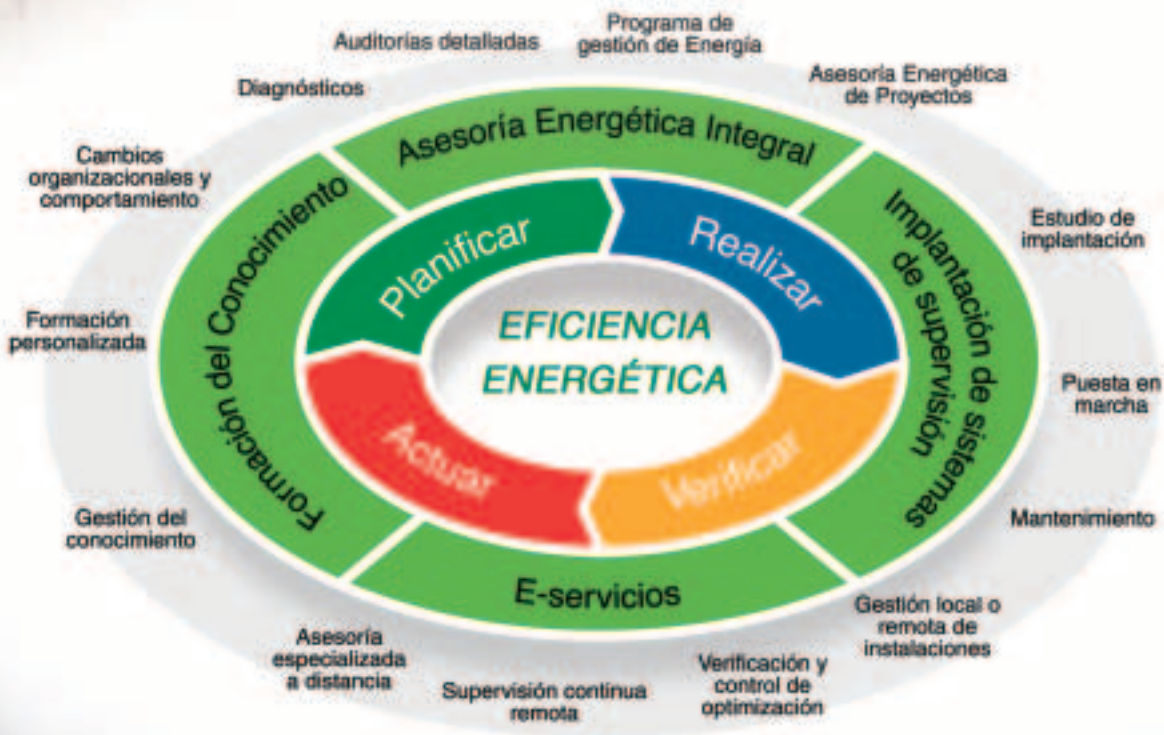 Programa de
gestión de Energía
Auditorías detalladas
Asesoría Energética
de Proyectos
Diagnósticos
Cambios
organizacionales y
comportamiento
Estudio de
implantación
Formación
personalizada
Puesta en
marcha
Gestión del
conocimiento
Mantenimiento
Asesoría
especializada
a distancia
Supervisión contínua
remota
Verificación y
control de
optimización
Gestión local o
remota de
instalaciones
Asesoría Energética Integral
Implantación de sistemas
de supervisión
E-servicios
Formación del Conocimiento
Planificar
Realizar
Verificar
Actuar
EFICIENCIA
ENERGÉTICA